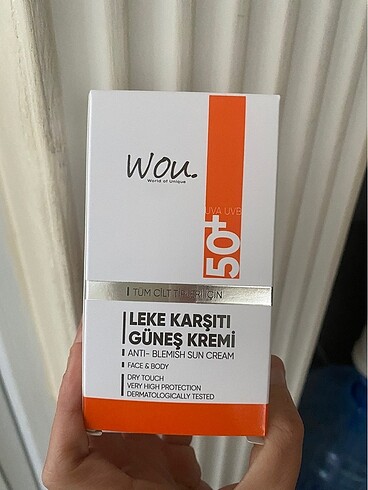 Wou.
World of Unique
UVA UVB
50+
TÜM CİLT TİPLERİ İÇİN
LEKE KARŞITI
GÜNEŞ KREMİ
ANTI- BLEMISH SUN CREAM
FACE & BODY
DRY TOUCH
VERY HIGH PROTECTION
DERMATOLOGICALLY TESTED